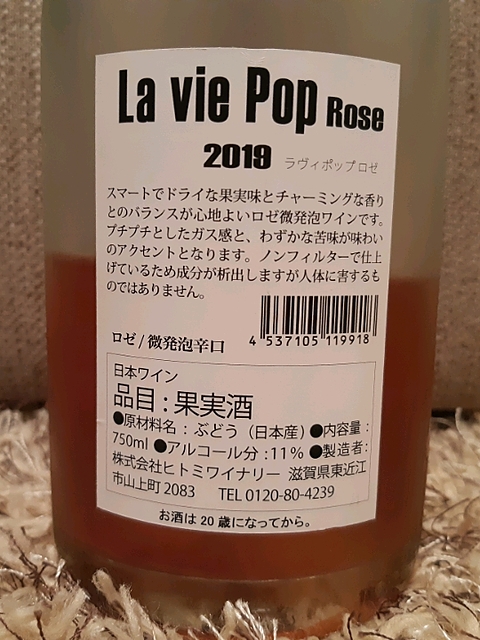 La vie Pop Rose
2019 ラヴィポップロゼ
スマートでドライな果実味とチャーミングな香り
とのバランスが心地よいロゼ微発泡ワインです。
プチプチとしたガス感と、わずかな苦味が味わい
のアクセントとなります。ノンフィルターで仕上
げているため成分が析出しますが人体に害するも
のではありません。
4 537105 119918
ロゼ/微発泡辛口
日本ワイン
品目:果実酒
●原材料名:ぶどう(日本産)●内容量:
750ml ●アルコール分:11% ●製造者:
株式会社ヒトミワイナリー 滋賀県東近江
市山上町2083 TEL 0120-80-4239
お酒は20歳になってから。